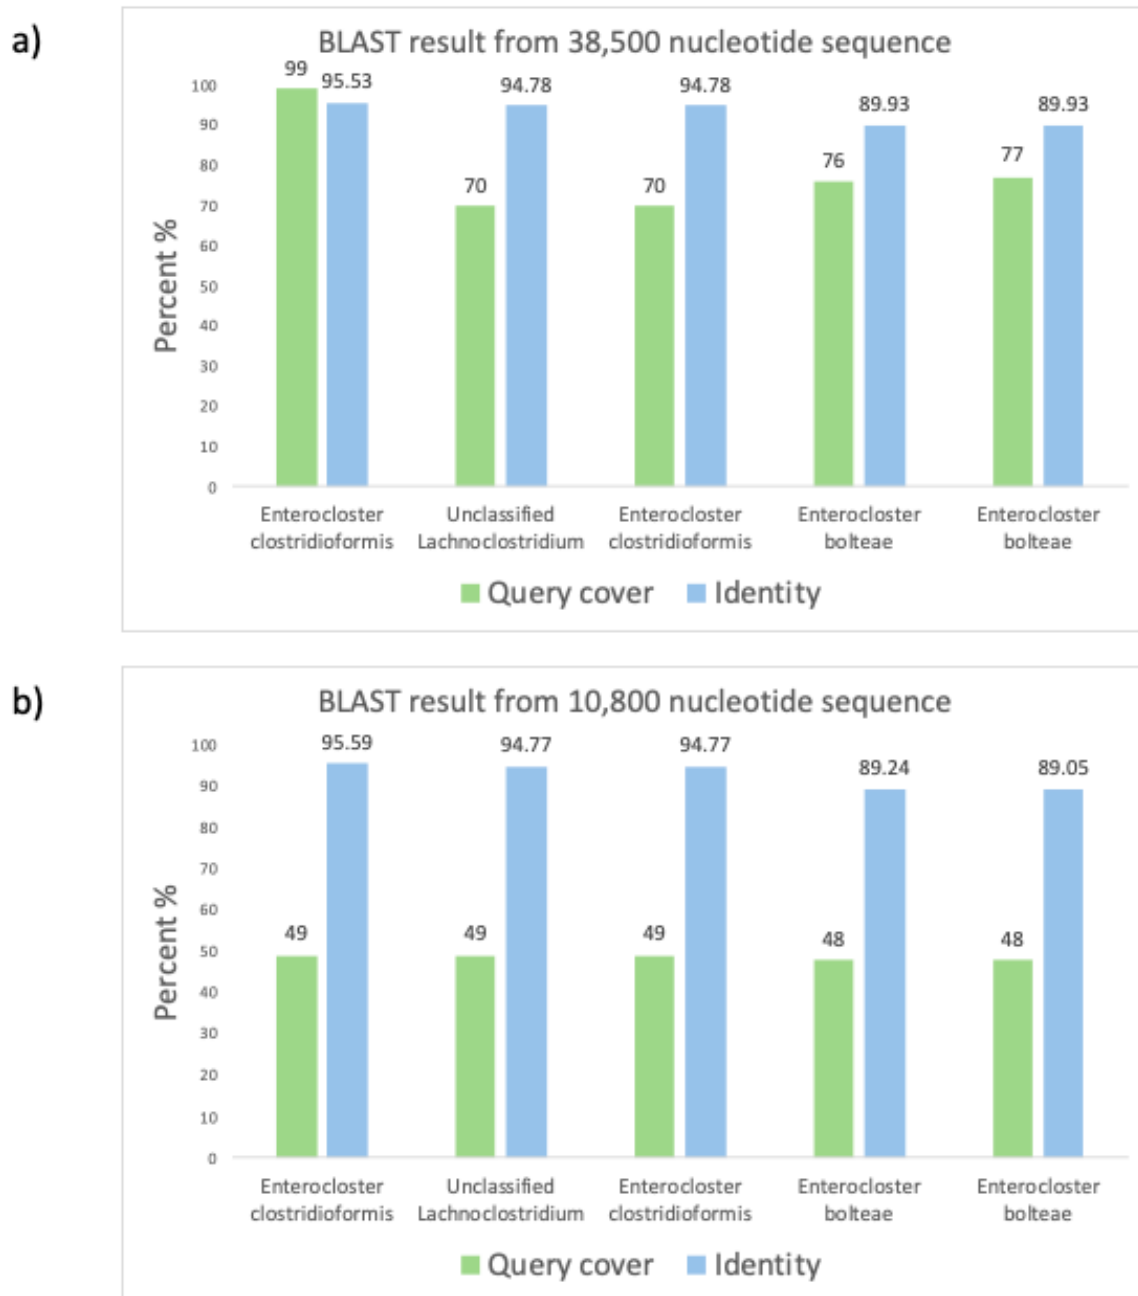 a)
BLAST result from 38,500 nucleotide sequence
Percent %
100
90
80
70
60
50
40
30
20
10
0
99 95.53 94.78 94.78 89.93 89.93
70 70 76 77
Enterocloster Unclassified Enterocloster Enterocloster Enterocloster
clostridioformis Lachnoclostridium clostridioformis bolteae bolteae
Query cover Identity
b)
BLAST result from 10,800 nucleotide sequence
Percent %
100
90
80
70
60
50
40
30
20
10
0
95.59 94.77 94.77 89.24 89.05
49 49 49 48 48
Enterocloster Unclassified Enterocloster Enterocloster Enterocloster
clostridioformis Lachnoclostridium clostridioformis bolteae bolteae
Query cover Identity